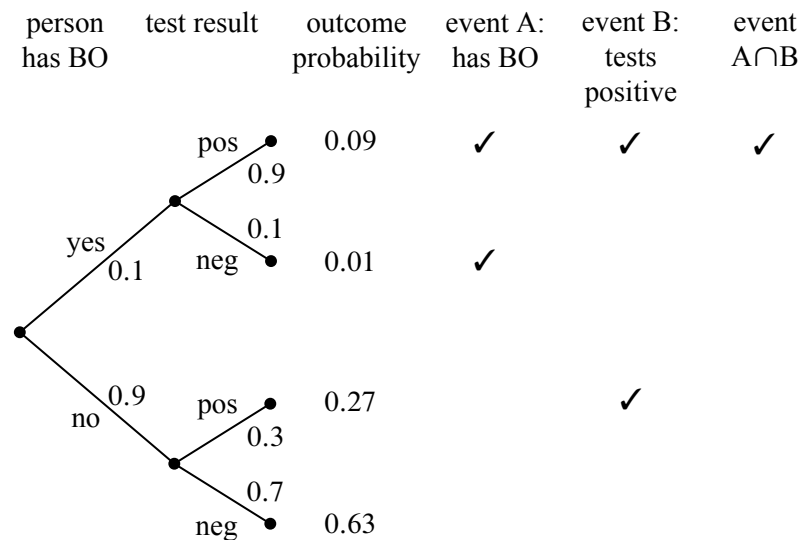 person has BO
test result
outcome probability
event A: has BO
event B: tests positive
event A∩B
pos
0.9
0.09
✓ ✓ ✓
yes
0.1
0.1
neg
0.01
✓
0.9
no
pos
0.3
0.27
✓
0.7
neg
0.63